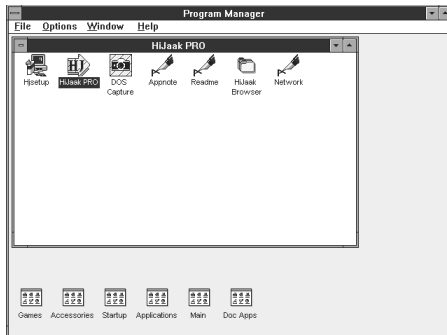 Program Manager
File Options Window Help
HiJaak PRO
Hjsetup HiJaak PRO DOS Capture Appnote Readme HiJaak Browser Network
Games Accessories Startup Applications Main Doc Apps